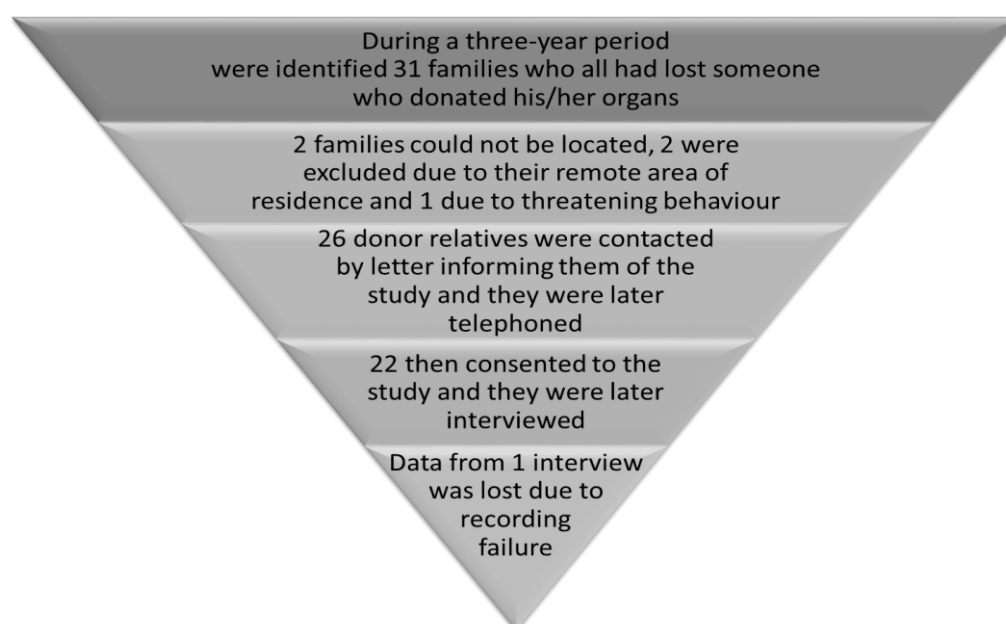 During a three-year period
were identified 31 families who all had lost someone
who donated his/her organs
2 families could not be located, 2 were
excluded due to their remote area of
residence and 1 due to threatening behaviour
26 donor relatives were contacted
by letter informing them of the
study and they were later
telephoned
22 then consented to the
study and they were later
interviewed
Data from 1 interview
was lost due to
recording
failure